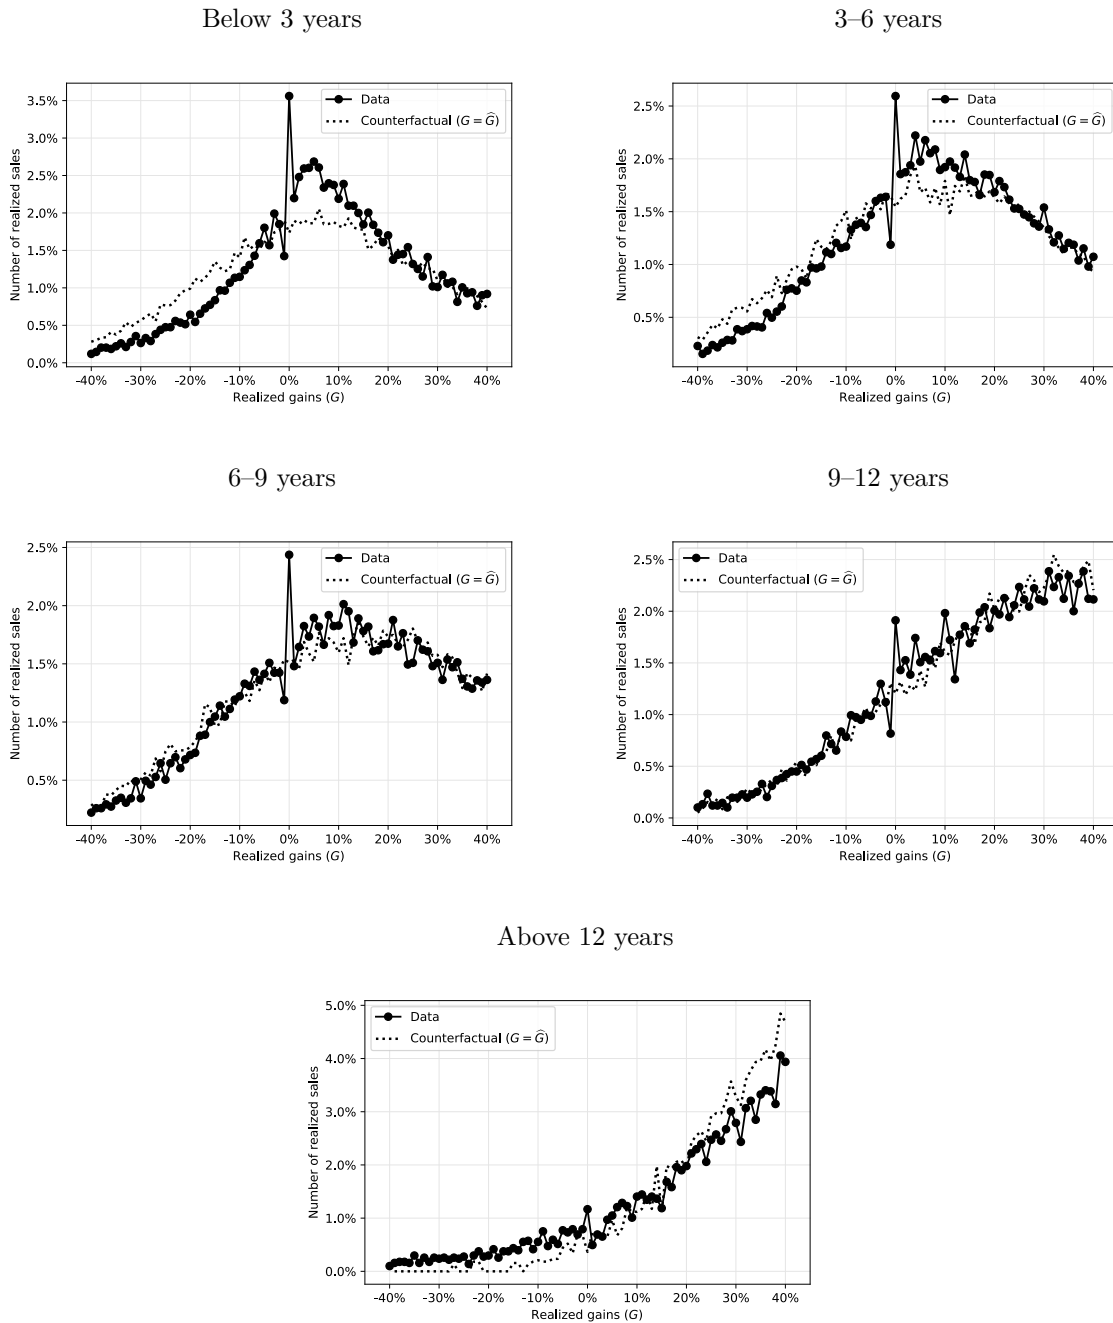 Below 3 years
3–6 years
3.5%
3.0%
2.5%
2.0%
1.5%
1.0%
0.5%
0.0%
Number of realized sales
Data
Counterfactual (G = Ĝ)
-40% -30% -20% -10% 0% 10% 20% 30% 40%
Realized gains (G)
2.5%
2.0%
1.5%
1.0%
0.5%
Number of realized sales
Data
Counterfactual (G = Ĝ)
-40% -30% -20% -10% 0% 10% 20% 30% 40%
Realized gains (G)
6–9 years
9–12 years
2.5%
2.0%
1.5%
1.0%
0.5%
Number of realized sales
Data
Counterfactual (G = Ĝ)
-40% -30% -20% -10% 0% 10% 20% 30% 40%
Realized gains (G)
2.5%
2.0%
1.5%
1.0%
0.5%
0.0%
Number of realized sales
Data
Counterfactual (G = Ĝ)
-40% -30% -20% -10% 0% 10% 20% 30% 40%
Realized gains (G)
Above 12 years
5.0%
4.0%
3.0%
2.0%
1.0%
0.0%
Number of realized sales
Data
Counterfactual (G = Ĝ)
-40% -30% -20% -10% 0% 10% 20% 30% 40%
Realized gains (G)